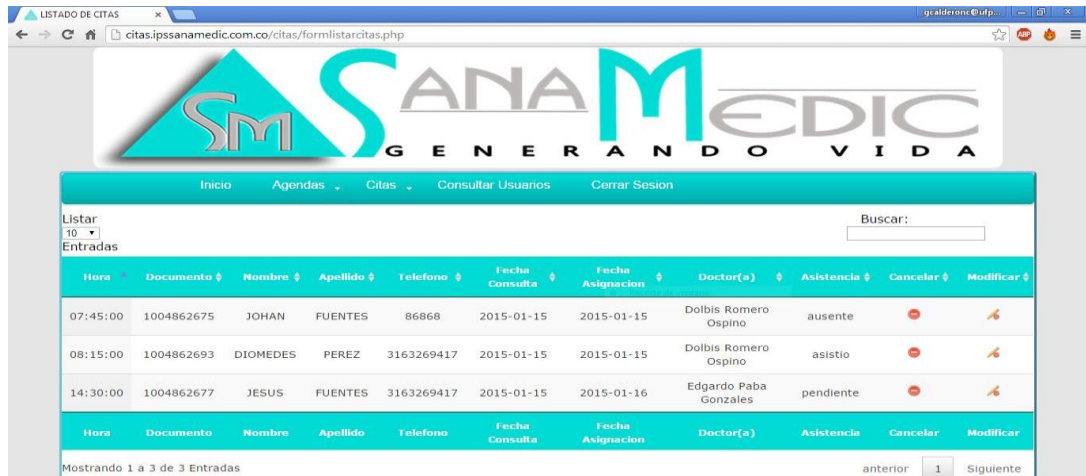 LISTADO DE CITAS
gcalderonc@ufp...
citas.ipssanamedic.com.co/citas/formlistarcitas.php
ABP
SM SANAMEDIC
GENERANDO VIDA
Inicio Agendas Citas Consultar Usuarios Cerrar Sesion
Listar
10
Entradas
Buscar:
Hora Documento Nombre Apellido Telefono Fecha Consulta Fecha Asignacion Doctor(a) Asistencia Cancelar Modificar
07:45:00 1004862675 JOHAN FUENTES 86868 2015-01-15 2015-01-15 Dolbis Romero Ospino ausente
08:15:00 1004862693 DIOMEDES PEREZ 3163269417 2015-01-15 2015-01-15 Dolbis Romero Ospino asistio
14:30:00 1004862677 JESUS FUENTES 3163269417 2015-01-15 2015-01-16 Edgardo Paba Gonzales pendiente
Hora Documento Nombre Apellido Telefono Fecha Consulta Fecha Asignacion Doctor(a) Asistencia Cancelar Modificar
Mostrando 1 a 3 de 3 Entradas
anterior 1 Siguiente